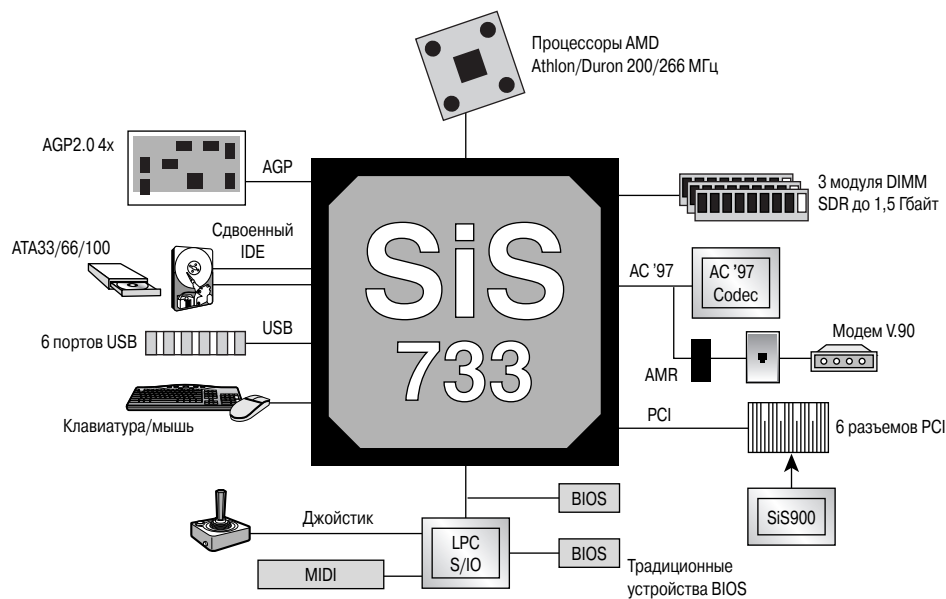 Процессоры AMD
Athlon/Duron 200/266 МГц
AGP2.0 4x
AGP
3 модуля DIMM
SDR до 1,5 Гбайт
Сдвоенный
IDE
ATA33/66/100
SiS
733
AC '97
AC '97
Codec
6 портов USB
USB
Модем V.90
AMR
Клавиатура/мышь
PCI
6 разъемов PCI
BIOS
SiS900
Джойстик
LPC
S/IO
BIOS
MIDI
Традиционные
устройства BIOS